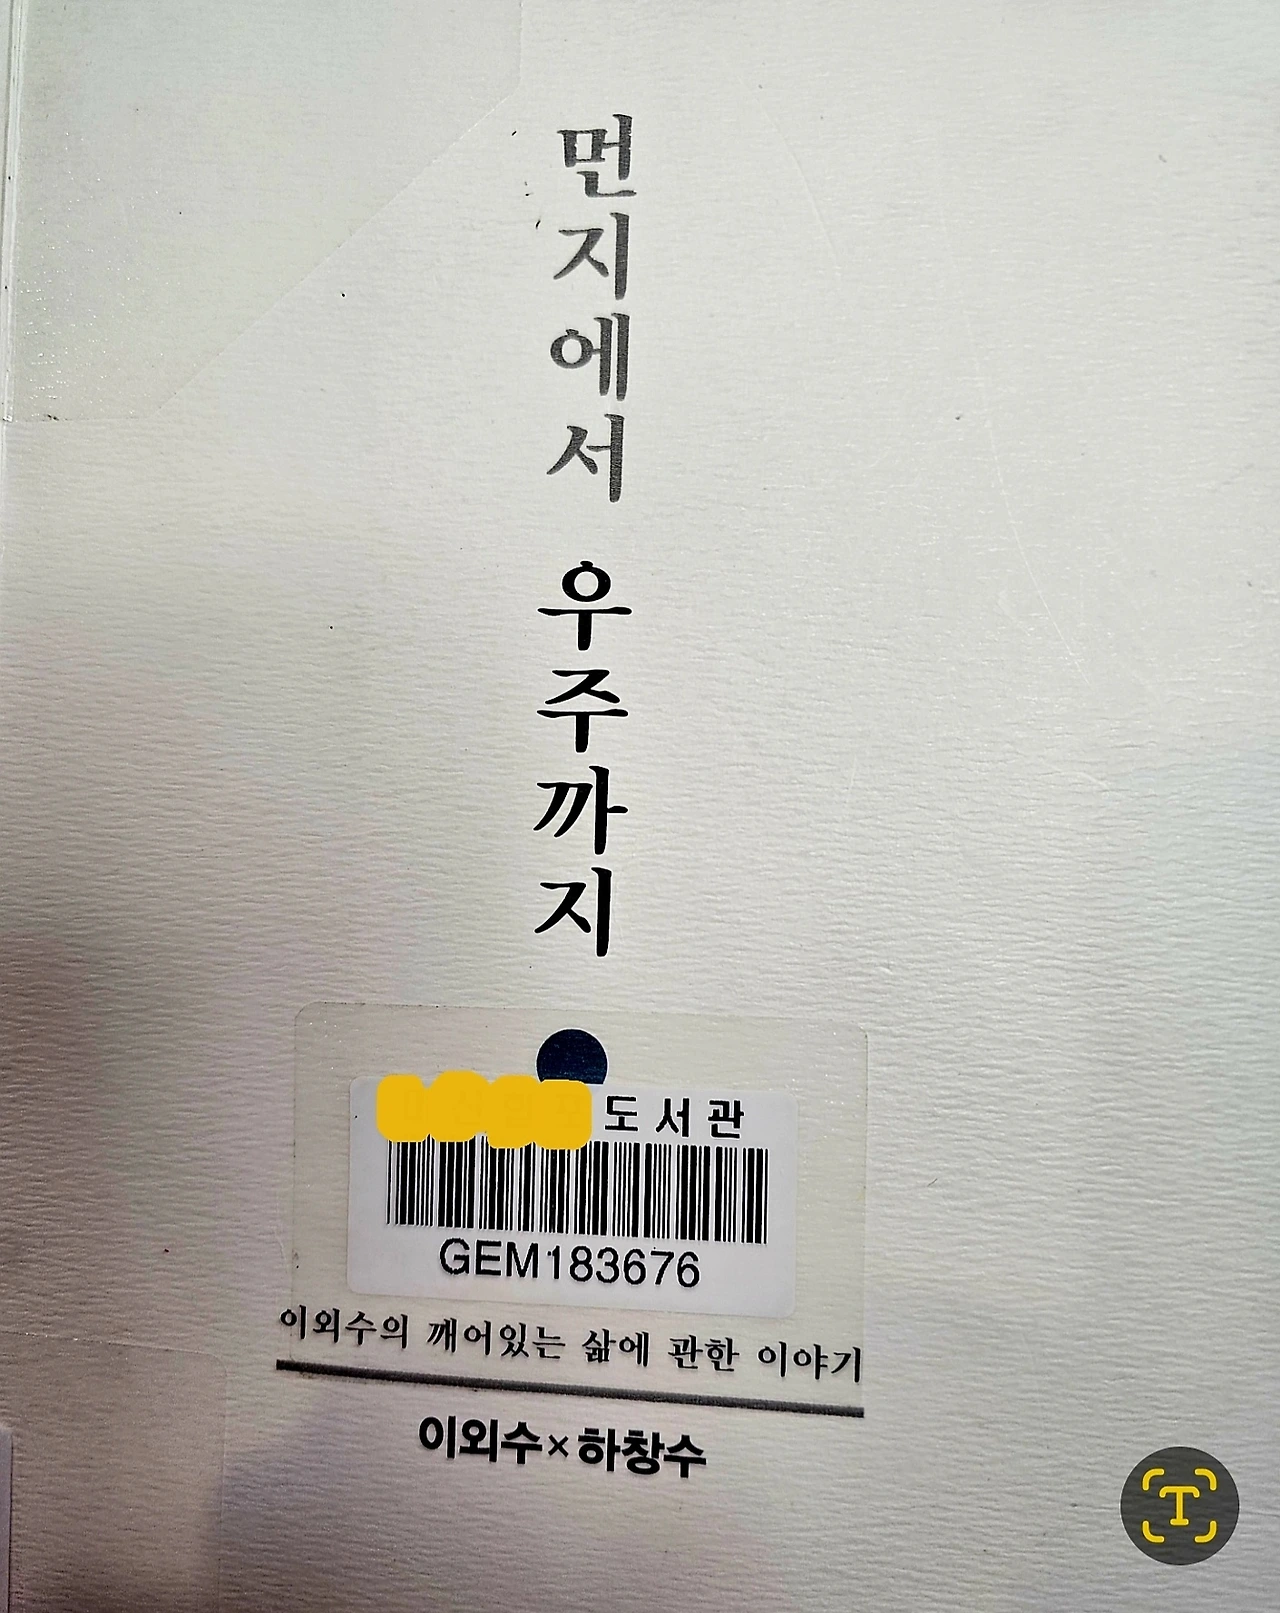 먼지에서 우주까지
도서관
GEM183676
이외수의 깨어있는 삶에 관한 이야기
이외수×하창수
T